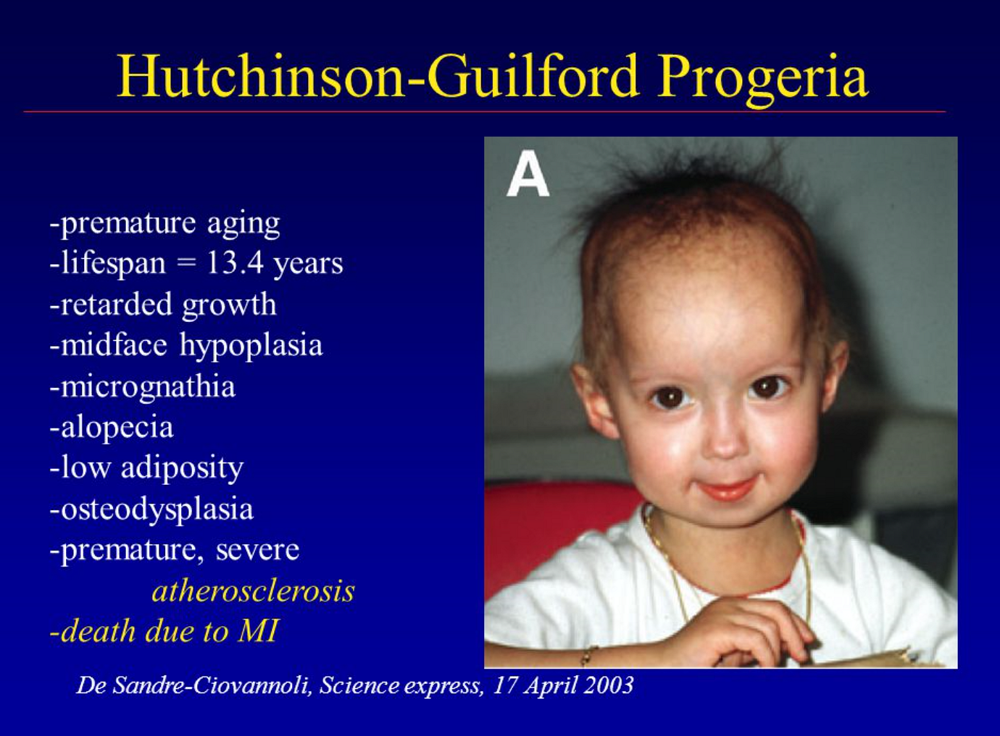 Hutchinson-Guilford Progeria
A
-premature aging
-lifespan = 13.4 years
-retarded growth
-midface hypoplasia
-micrognathia
-alopecia
-low adiposity
-osteodysplasia
-premature, severe
atherosclerosis
-death due to MI
De Sandre-Ciovannoli, Science express, 17 April 2003